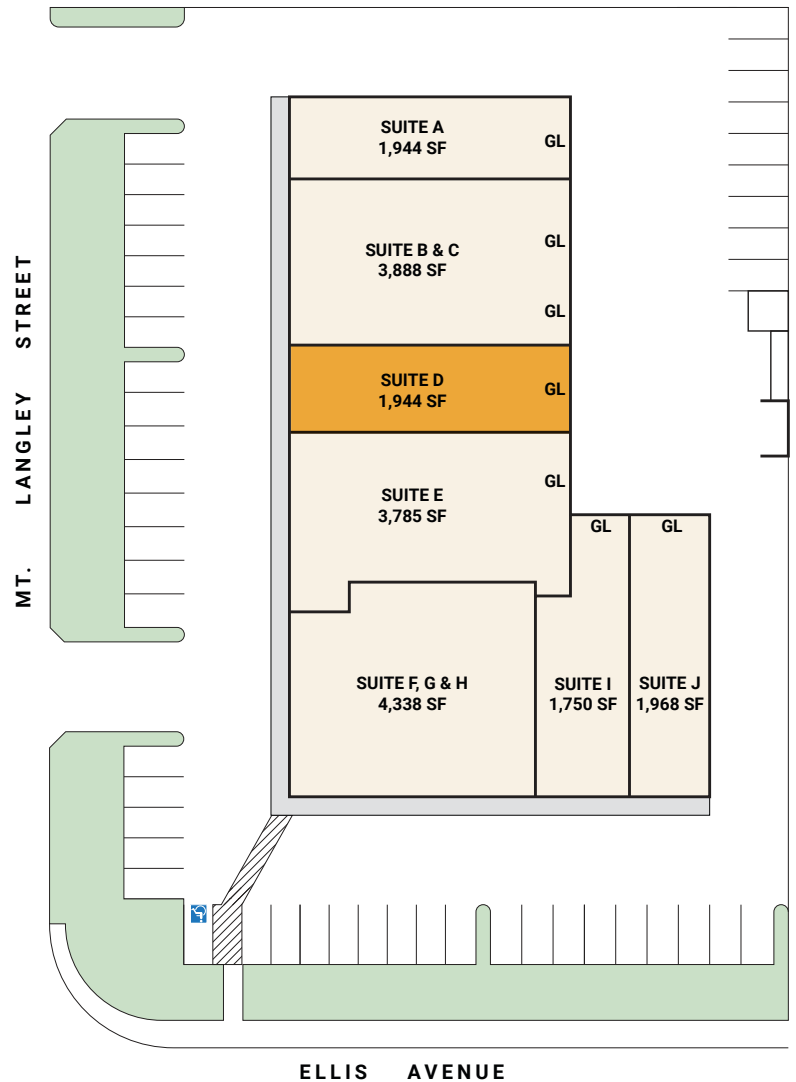 SUITE A
1,944 SF
GL
SUITE B & C
3,888 SF
GL
GL
SUITE D
1,944 SF
GL
SUITE E
3,785 SF
GL
GL
GL
SUITE F, G & H
4,338 SF
SUITE I
1,750 SF
SUITE J
1,968 SF
MT. LANGLEY STREET
ELLIS AVENUE